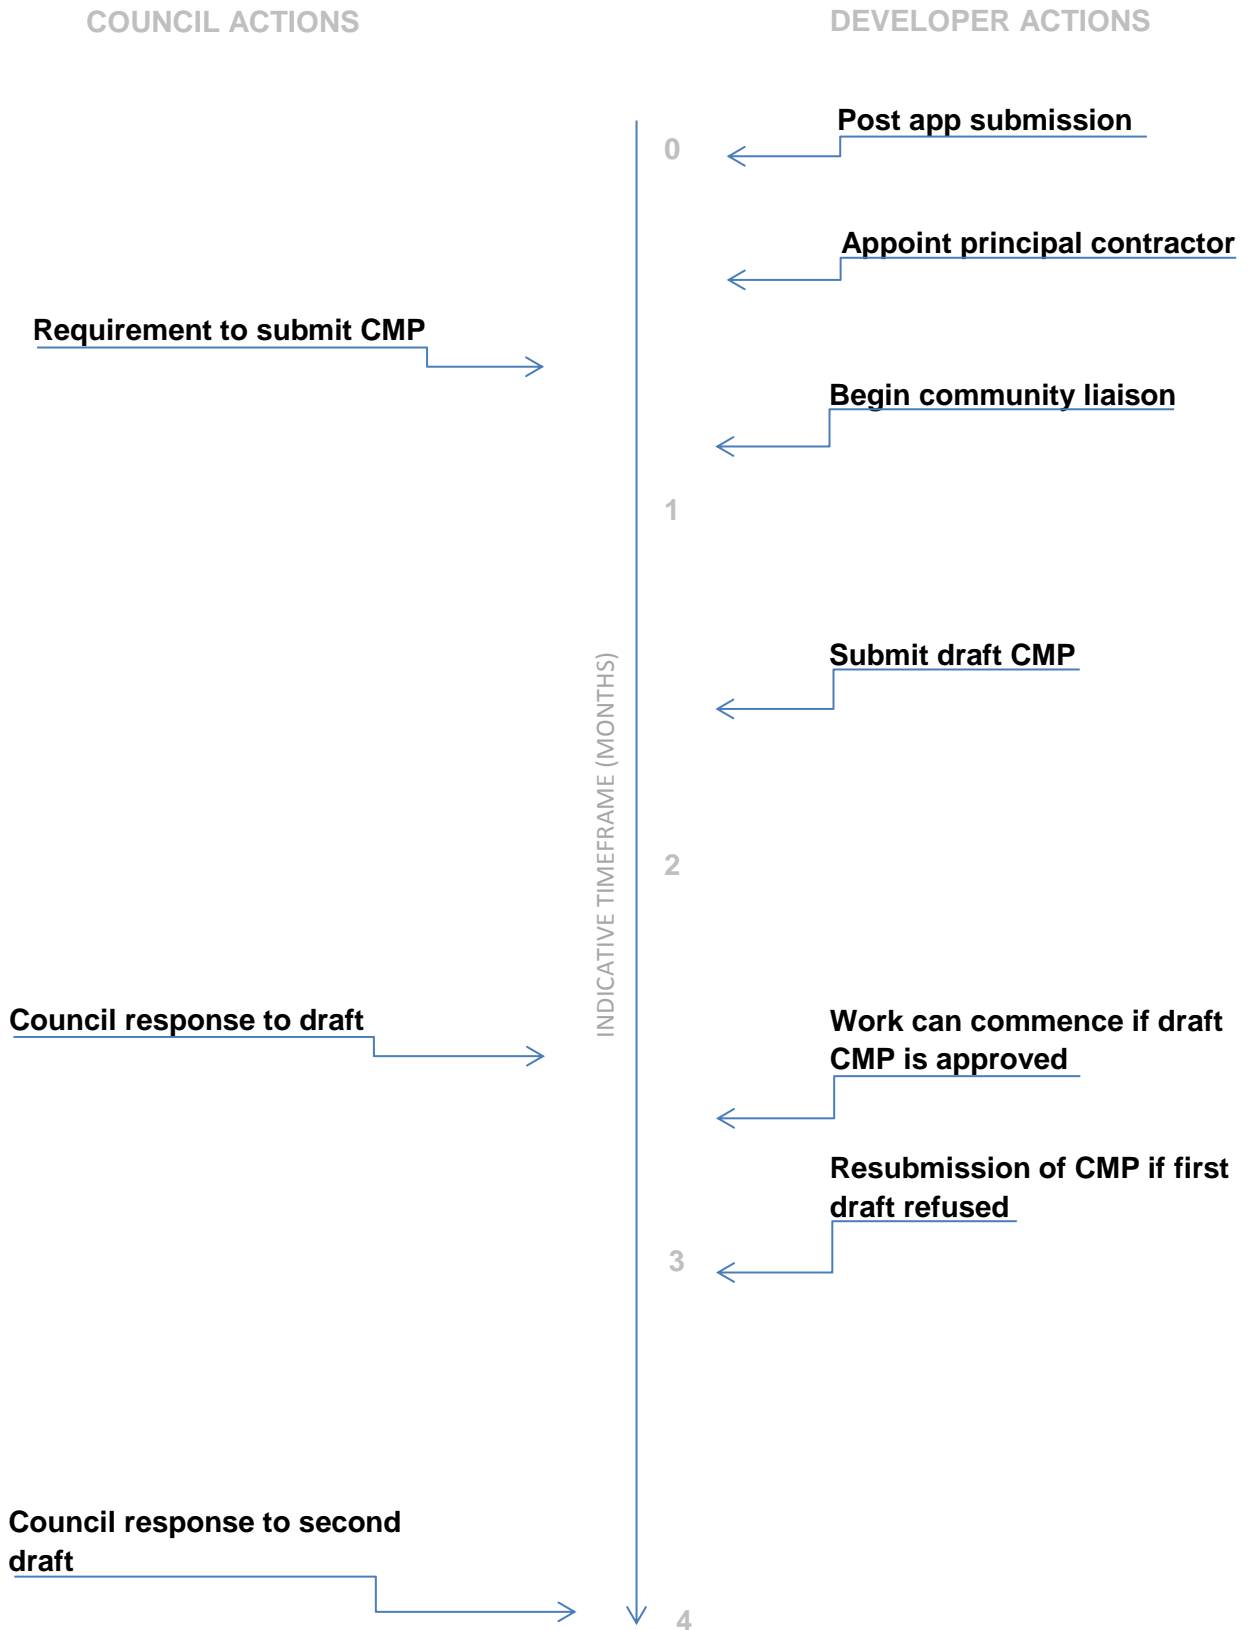 COUNCIL ACTIONS
DEVELOPER ACTIONS
Post app submission
0
Appoint principal contractor
Requirement to submit CMP
Begin community liaison
1
Submit draft CMP
INDICATIVE TIMEFRAME (MONTHS)
2
Council response to draft
Work can commence if draft
CMP is approved
Resubmission of CMP if first
draft refused
3
Council response to second
draft
4